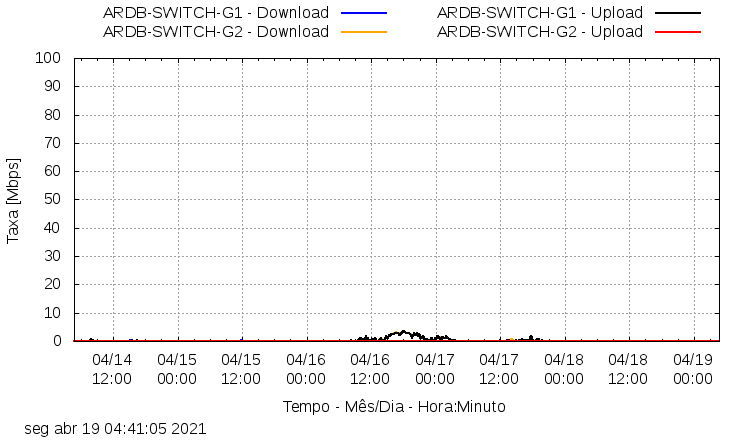 ARDB-SWITCH-G1 - Download ARDB-SWITCH-G1 - Upload
ARDB-SWITCH-G2 - Download ARDB-SWITCH-G2 - Upload
100
90
80
70
60
50
40
30
20
10
0
Taxa [Mbps]
04/14 04/15 04/15 04/16 04/16 04/17 04/17 04/18 04/18 04/19
12:00 00:00 12:00 00:00 12:00 00:00 12:00 00:00 12:00 00:00
Tempo - Mês/Dia - Hora:Minuto
seg abr 19 04:41:05 2021